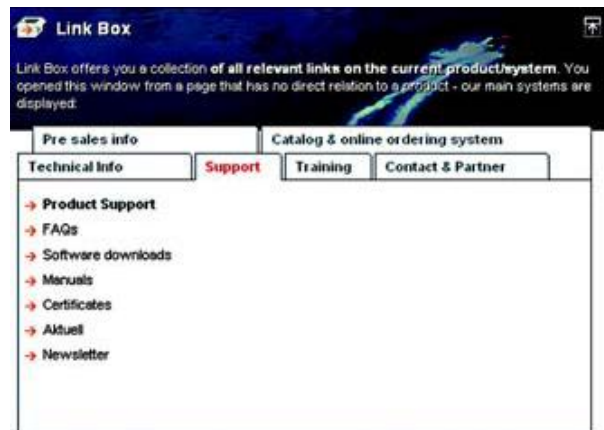 Link Box
Link Box offers you a collection of all relevant links on the current product/system. You
opened this window from a page that has no direct relation to a product - our main systems are
displayed:
Pre sales info
Catalog & online ordering system
Technical Info
Support
Training
Contact & Partner
Product Support
FAQs
Software downloads
Manuals
Certificates
Aktuell
Newsletter